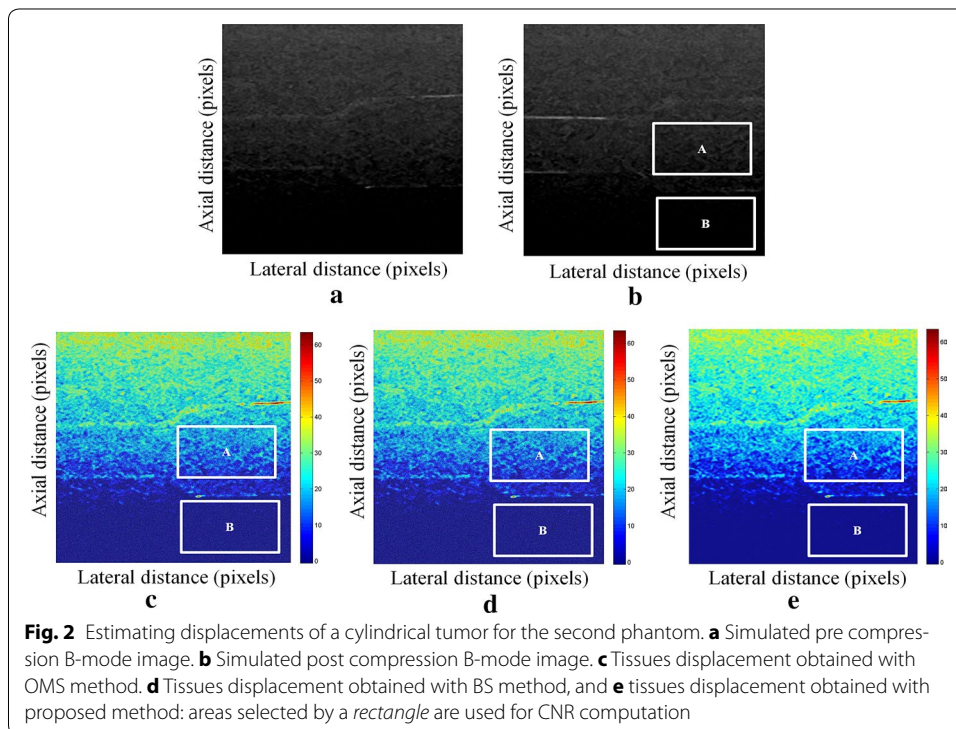 Axial distance (pixels)
Lateral distance (pixels)
a
Axial distance (pixels)
A
B
Lateral distance (pixels)
b
Axial distance (pixels)
A
B
60
50
40
30
20
10
0
Lateral distance (pixels)
c
Axial distance (pixels)
A
B
60
50
40
30
20
10
0
Lateral distance (pixels)
d
Axial distance (pixels)
A
B
60
50
40
30
20
10
0
Lateral distance (pixels)
e
Fig. 2 Estimating displacements of a cylindrical tumor for the second phantom. a Simulated pre compres-
sion B-mode image. b Simulated post compression B-mode image. c Tissues displacement obtained with
OMS method. d Tissues displacement obtained with BS method, and e tissues displacement obtained with
proposed method: areas selected by a rectangle are used for CNR computation